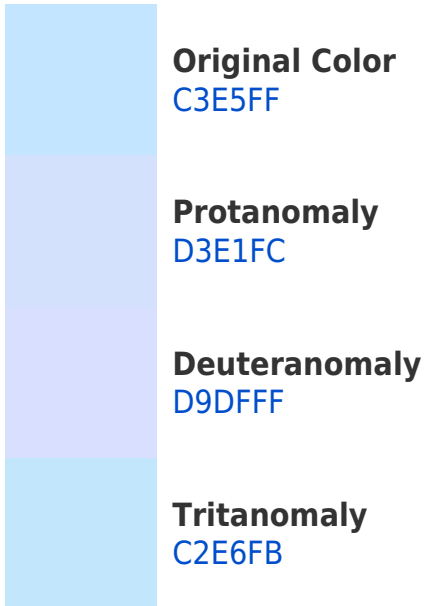 Original Color
C3E5FF
Protanomaly
D3E1FC
Deuteranomaly
D9DFFF
Tritanomaly
C2E6FB